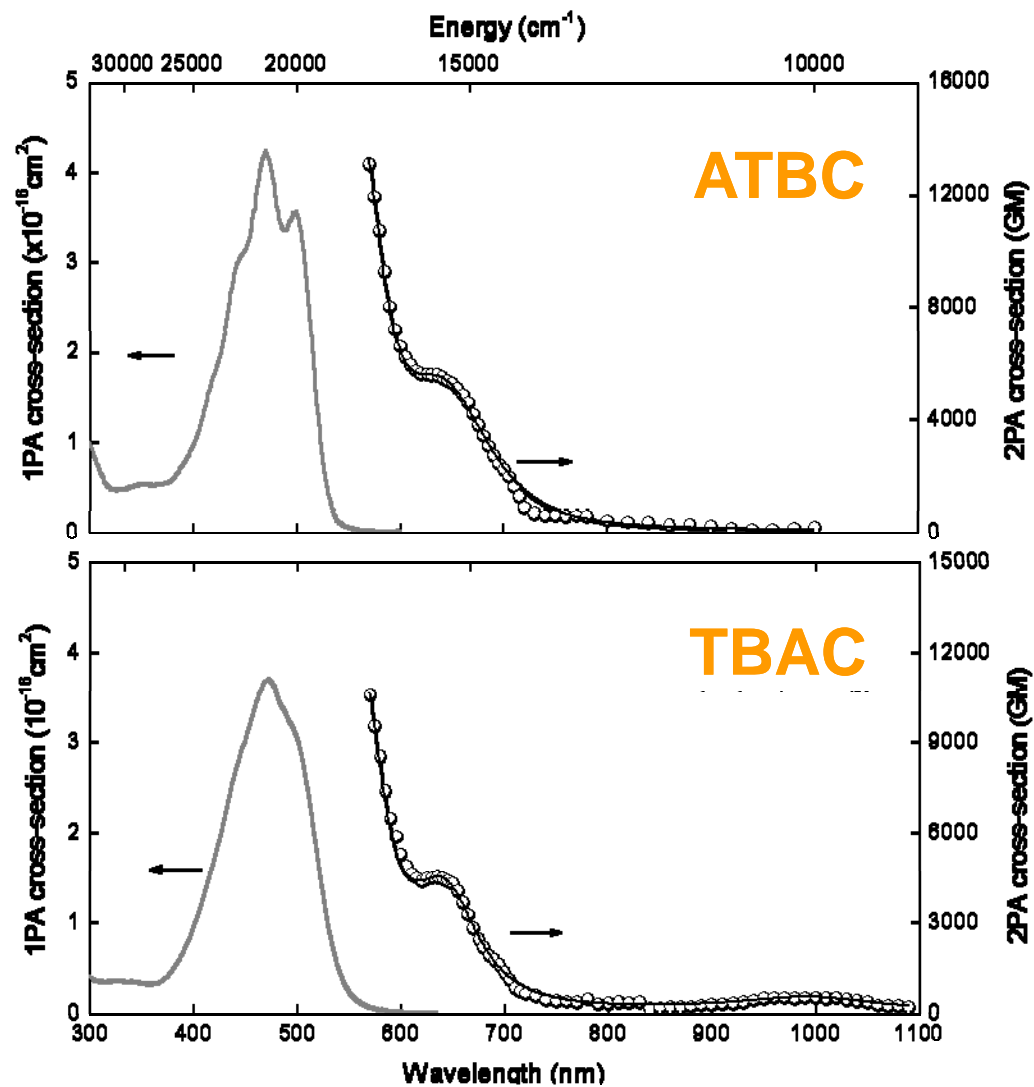 Energy (cm⁻¹)
30000 25000 20000 15000 10000
5 16000
4 12000
3 8000
2 4000
1 0
0
1PA cross-section (x10⁻¹⁶cm²)
2PA cross-section (GM)
ATBC
5 15000
4 12000
3 9000
2 6000
1 3000
0 0
1PA cross-section (10⁻¹⁶cm²)
2PA cross-section (GM)
TBAC
300 400 500 600 700 800 900 1000 1100
Wavelength (nm)